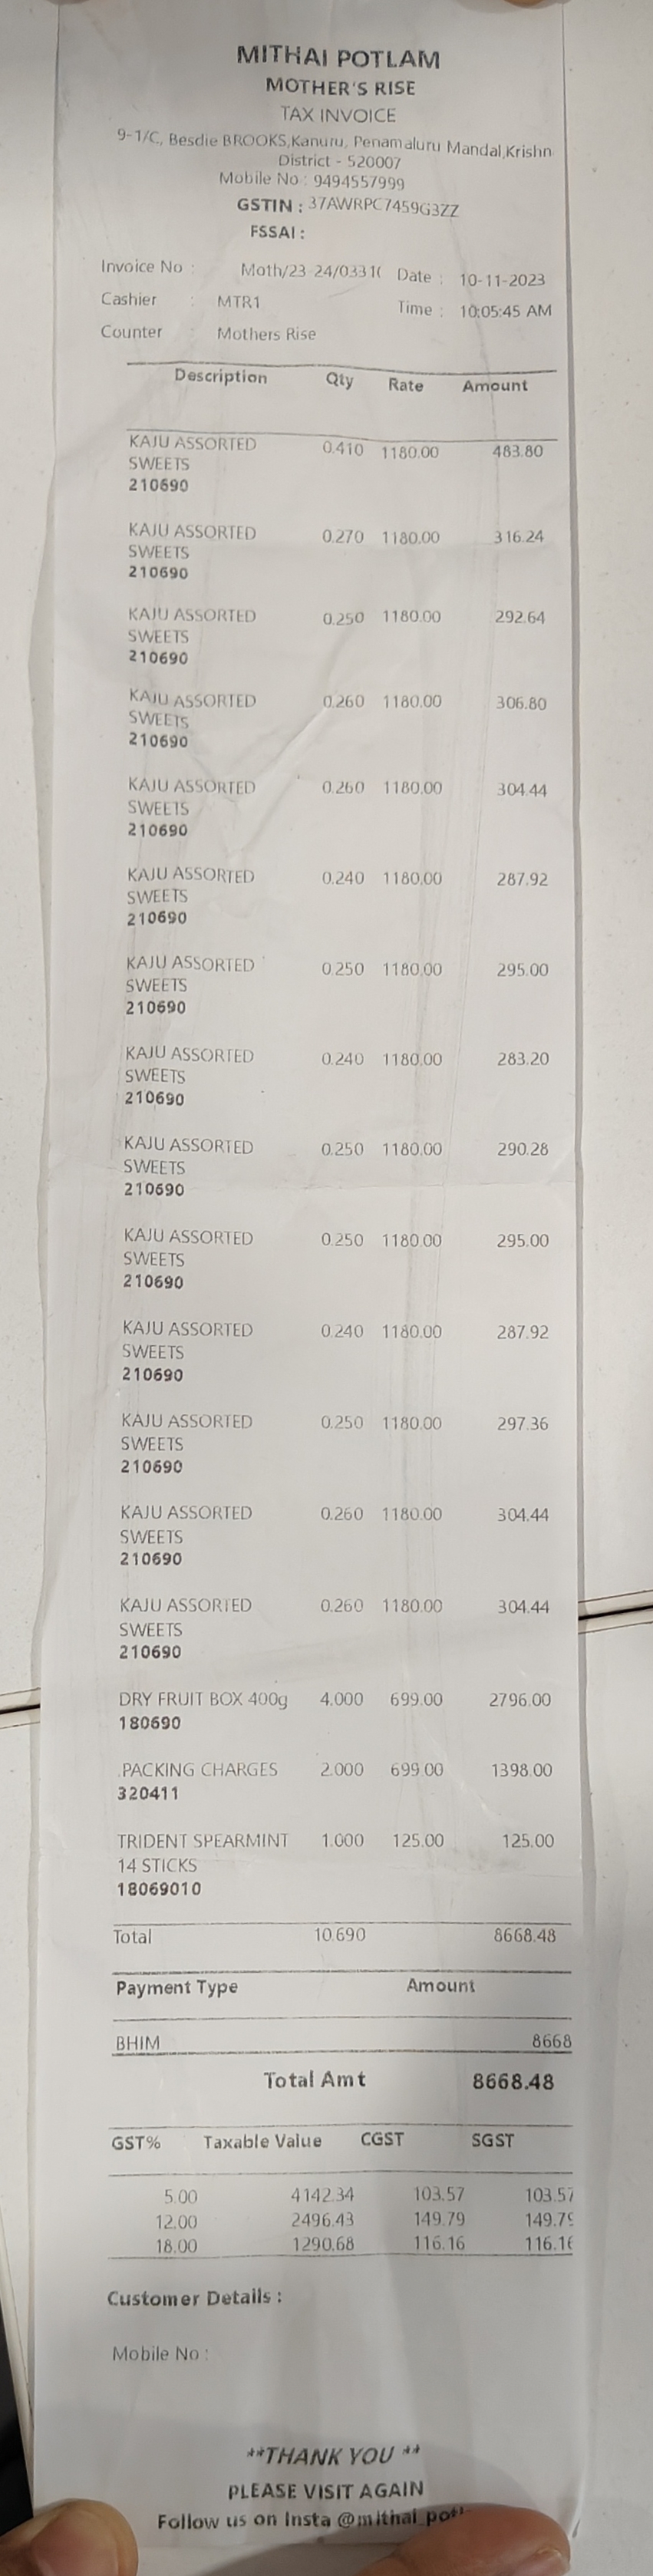 MITHAI POTLAM
MOTHER'S RISE
TAX INVOICE
9-1/C, Besdie BROOKS,Kanuru, Penamaluru Mandal,Krishn
District - 520007
Mobile No : 9494557999
GSTIN : 37AWRPC7459G3ZZ
FSSAI :
Invoice No : Moth/23-24/0331 Date : 10-11-2023
Cashier : MTR1 Time : 10:05:45 AM
Counter : Mothers Rise
Description Qty Rate Amount
KAJU ASSORTED 0.410 1180.00 483.80
SWEETS
210690
KAJU ASSORTED 0.270 1180.00 316.24
SWEETS
210690
KAJU ASSORTED 0.250 1180.00 292.64
SWEETS
210690
KAJU ASSORTED 0.260 1180.00 306.80
SWEETS
210690
KAJU ASSORTED 0.260 1180.00 304.44
SWEETS
210690
KAJU ASSORTED 0.240 1180.00 287.92
SWEETS
210690
KAJU ASSORTED 0.250 1180.00 295.00
SWEETS
210690
KAJU ASSORTED 0.240 1180.00 283.20
SWEETS
210690
KAJU ASSORTED 0.250 1180.00 290.28
SWEETS
210690
KAJU ASSORTED 0.250 1180.00 295.00
SWEETS
210690
KAJU ASSORTED 0.240 1180.00 287.92
SWEETS
210690
KAJU ASSORTED 0.250 1180.00 297.36
SWEETS
210690
KAJU ASSORTED 0.260 1180.00 304.44
SWEETS
210690
KAJU ASSORTED 0.260 1180.00 304.44
SWEETS
210690
DRY FRUIT BOX 400g 4.000 699.00 2796.00
180690
.PACKING CHARGES 2.000 699.00 1398.00
320411
TRIDENT SPEARMINT 1.000 125.00 125.00
14 STICKS
18069010
Total 10.690 8668.48
Payment Type Amount
BHIM 8668
Total Amt 8668.48
GST% Taxable Value CGST SGST
5.00 4142.34 103.57 103.57
12.00 2496.43 149.79 149.79
18.00 1290.68 116.16 116.16
Customer Details :
Mobile No :
**THANK YOU **
PLEASE VISIT AGAIN
Follow us on Insta @mithai_potl